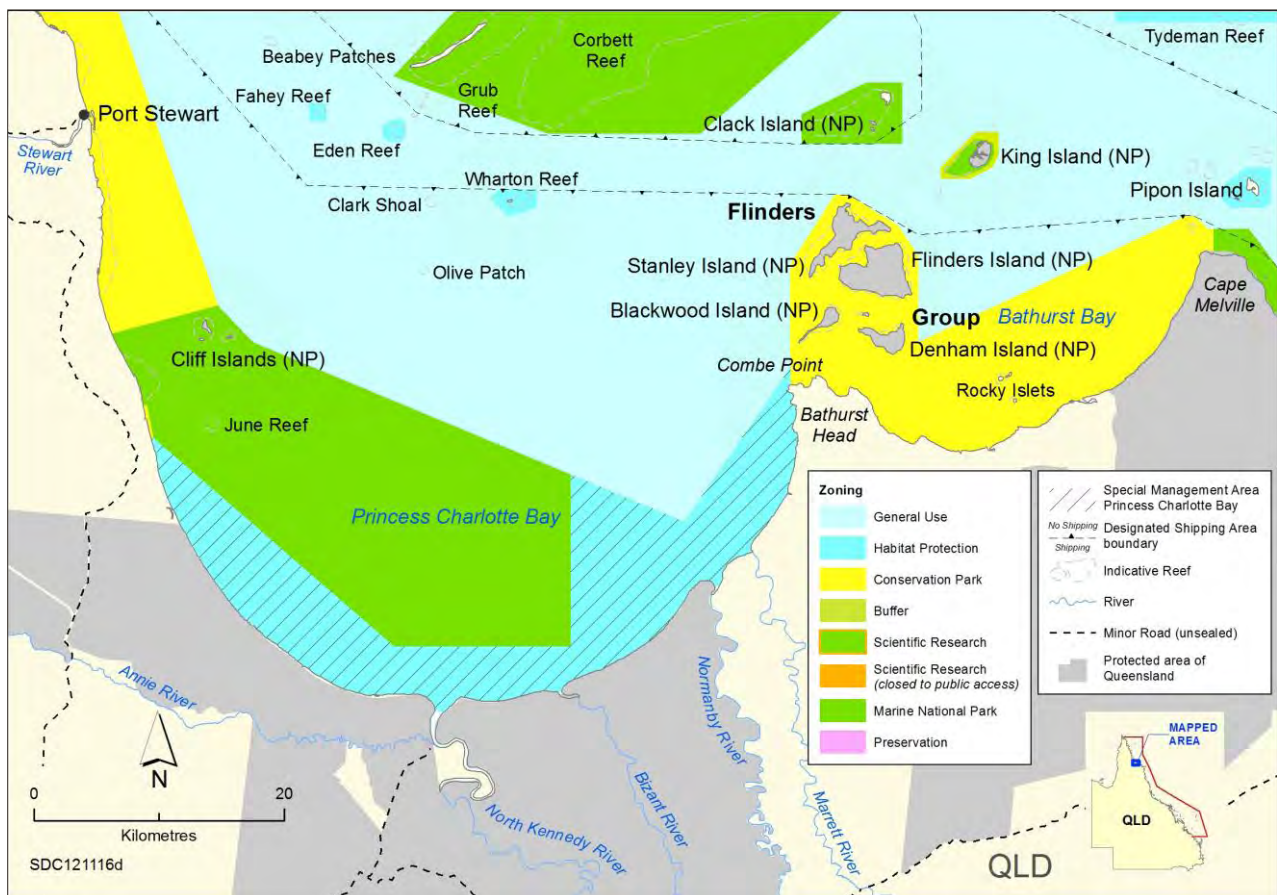 Tydeman Reef
Corbett
Reef
Beabey Patches
Fahey Reef
Grub
Reef
Port Stewart
Clack Island (NP)
Stewart
River
Eden Reef
King Island (NP)
Wharton Reef
Clark Shoal
Pipon Island
Flinders
Olive Patch
Stanley Island (NP)
Flinders Island (NP)
Cape
Melville
Blackwood Island (NP)
Group
Bathurst Bay
Cliff Islands (NP)
Combe Point
Denham Island (NP)
Rocky Islets
June Reef
Bathurst
Head
Princess Charlotte Bay
Zoning
General Use
Habitat Protection
Conservation Park
Buffer
Scientific Research
Scientific Research
(closed to public access)
Marine National Park
Preservation
Special Management Area
Princess Charlotte Bay
No Shipping
Shipping
Designated Shipping Area
boundary
Indicative Reef
River
Minor Road (unsealed)
Protected area of
Queensland
Annie River
Normanby River
Bizant River
Marrett River
North Kennedy River
N
0
20
Kilometres
SDC121116d
QLD
MAPPED
AREA
QLD